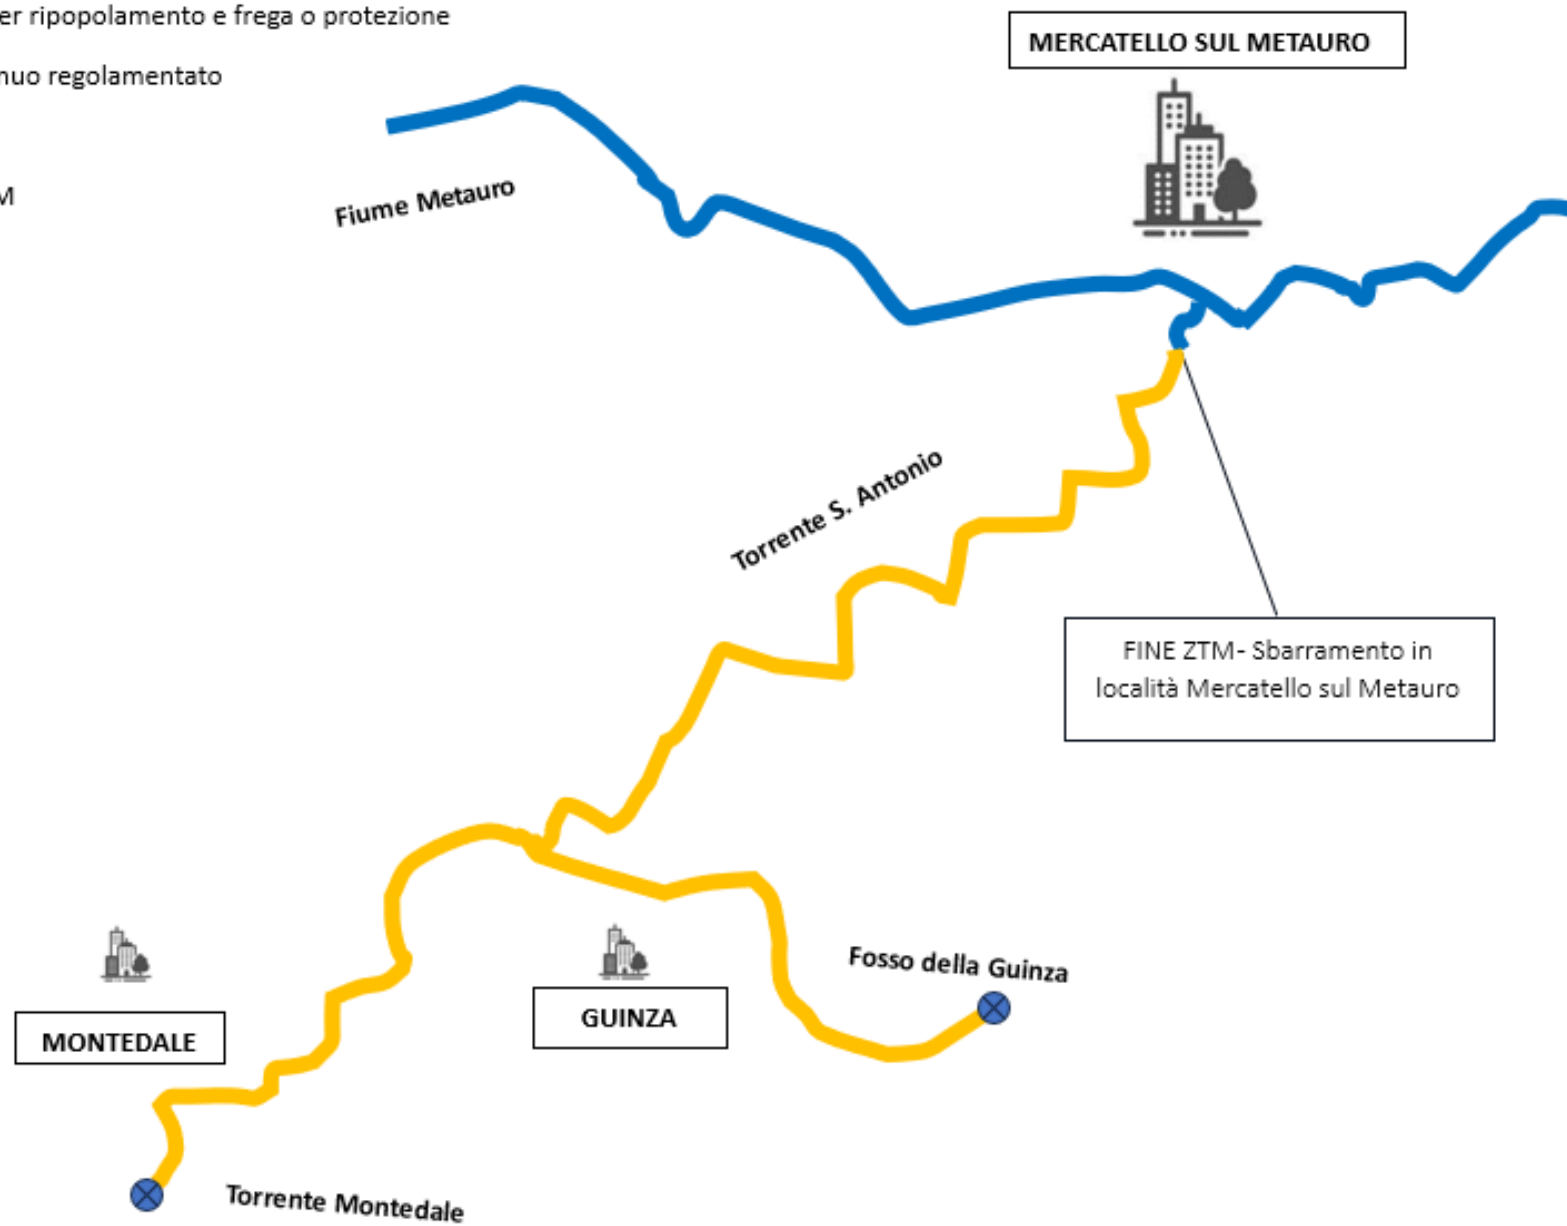 er ripopolamento e frega o protezione
MERCATELLO SUL METAURO
nuo regolamentato
M
Fiume Metauro
Torrente S. Antonio
FINE ZTM- Sbarramento in
località Mercatello sul Metauro
Fosso della Guinza
GUINZA
MONTEDALE
Torrente Montedale